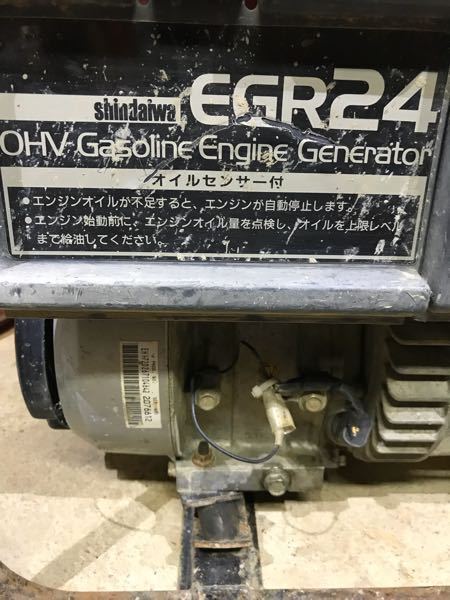 shindaiwa EGR24
OHV Gasoline Engine Generator
オイルセンサー付
●エンジンオイルが不足すると、エンジンが自動停止します。
●エンジン始動前に、エンジンオイル量を点検し、オイルを上限レベル
まで給油してください。
2076612